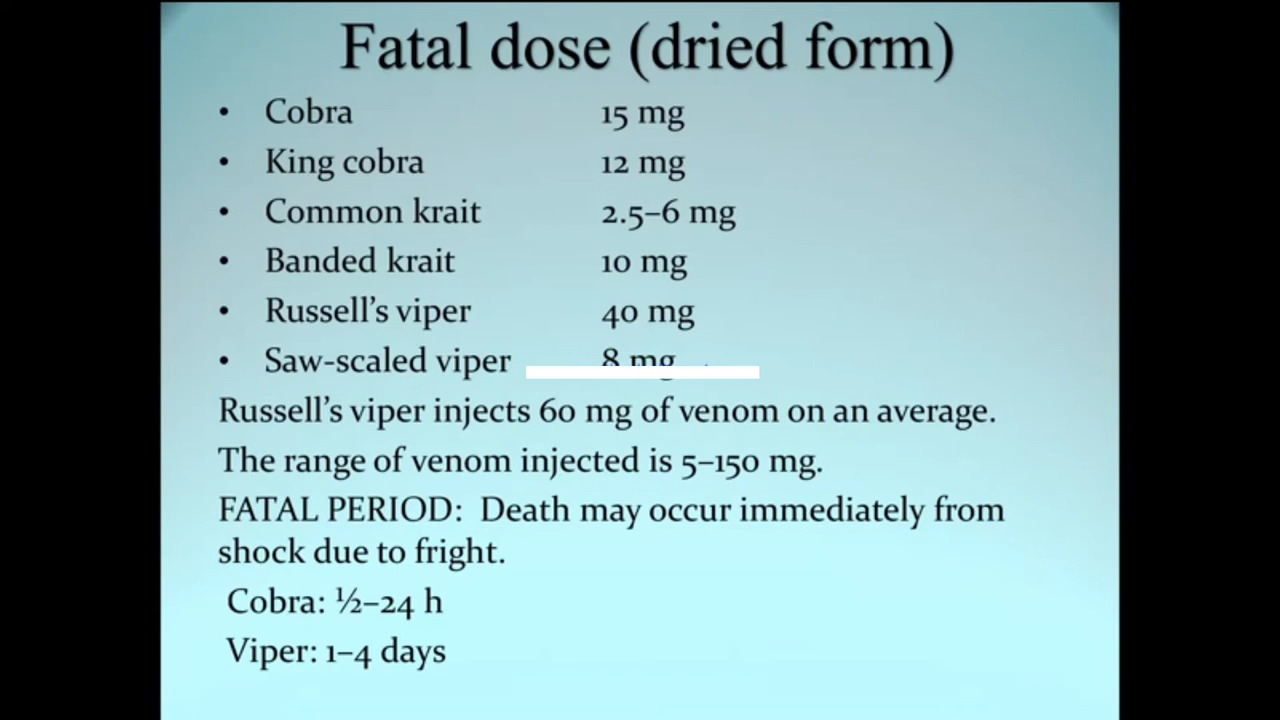 Fatal dose (dried form)
• Cobra 15 mg
• King cobra 12 mg
• Common krait 2.5–6 mg
• Banded krait 10 mg
• Russell’s viper 40 mg
• Saw-scaled viper 8 mg
Russell’s viper injects 60 mg of venom on an average.
The range of venom injected is 5–150 mg.
FATAL PERIOD: Death may occur immediately from
shock due to fright.
Cobra: ½–24 h
Viper: 1–4 days